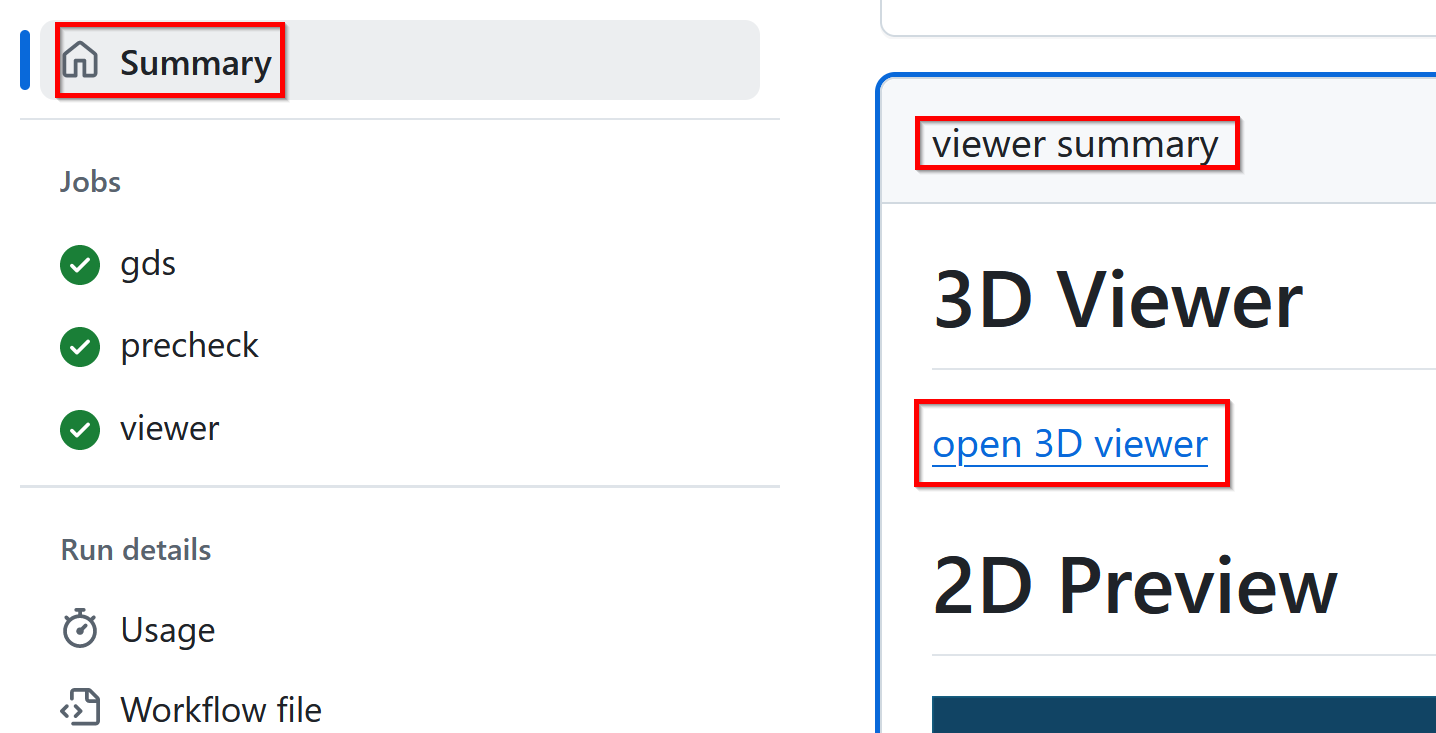 Summary
Jobs
gds
precheck
viewer
Run details
Usage
Workflow file
viewer summary
3D Viewer
open 3D viewer
2D Preview